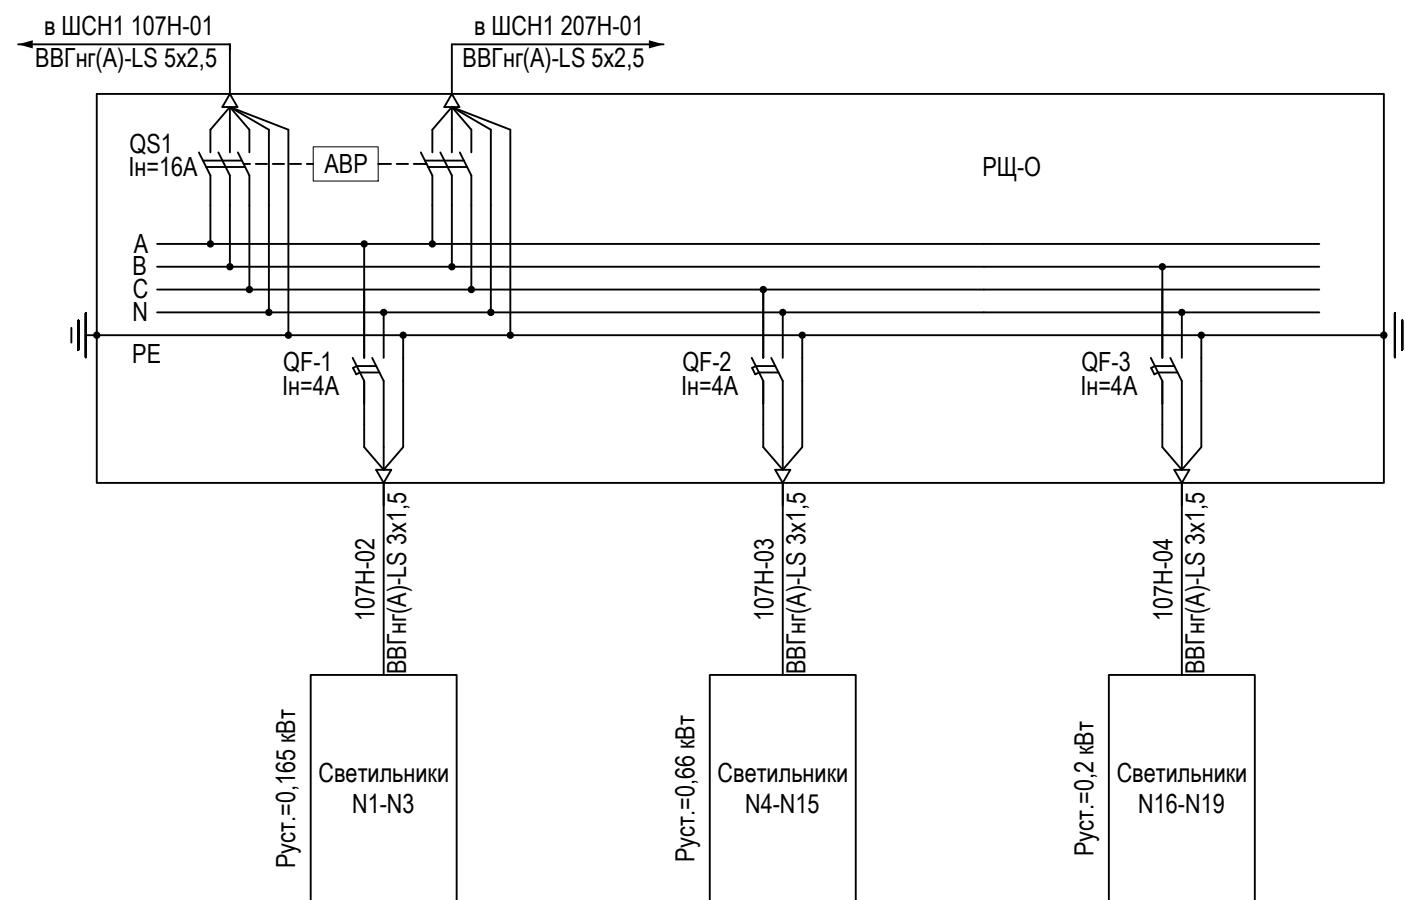 в ШСН1 107Н-01
ВВГнг(А)-LS 5х2,5
в ШСН1 207Н-01
ВВГнг(А)-LS 5х2,5
QS1
Iн=16А
АВР
РЩ-О
A
B
C
N
PE
QF-1
Iн=4А
QF-2
Iн=4А
QF-3
Iн=4А
107Н-02
ВВГнг(А)-LS 3х1,5
107Н-03
ВВГнг(А)-LS 3х1,5
107Н-04
ВВГнг(А)-LS 3х1,5
Руст.=0,165 кВт
Светильники
N1-N3
Руст.=0,66 кВт
Светильники
N4-N15
Руст.=0,2 кВт
Светильники
N16-N19